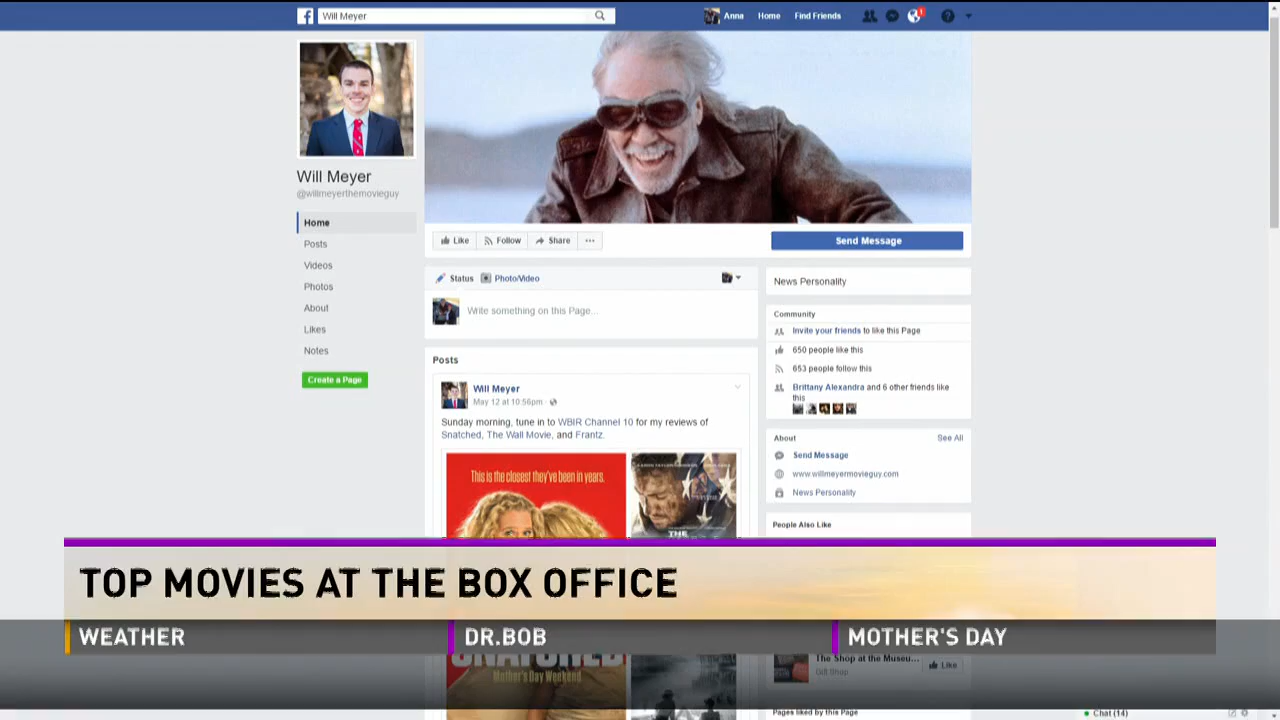 Will Meyer
Anna Home Find Friends 1
Will Meyer
@willmeyerthemovieguy
Home
Posts
Videos
Photos
About
Likes
Notes
Create a Page
Like Follow Share ...
Send Message
Status Photo/Video
Write something on this Page...
Posts
Will Meyer
May 12 at 10:56pm
Sunday morning, tune in to WBIR Channel 10 for my reviews of
Snatched, The Wall Movie, and Frantz.
This is the closest they've been in years.
THE
News Personality
Community
Invite your friends to like this Page
650 people like this
653 people follow this
Brittany Alexandra and 6 other friends like
this
About See All
Send Message
www.willmeyermovieguy.com
News Personality
People Also Like
TOP MOVIES AT THE BOX OFFICE
WEATHER DR.BOB MOTHER'S DAY
SNATCHED
Mother's Day Weekend
The Shop at the Museu...
Gift Shop
Like
Pages liked by this Page
Chat (14)